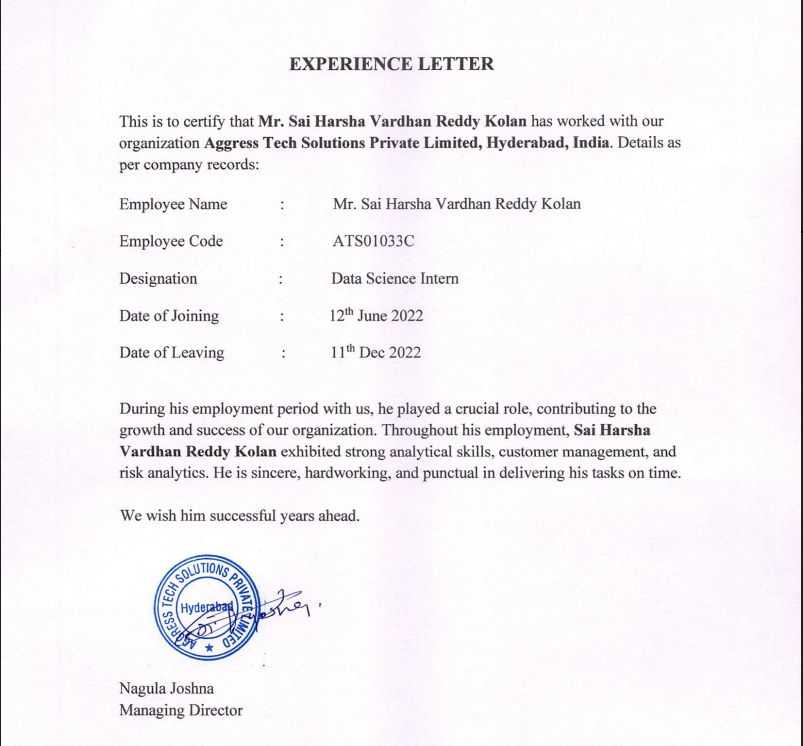 EXPERIENCE LETTER
This is to certify that Mr. Sai Harsha Vardhan Reddy Kolan has worked with our
organization Aggress Tech Solutions Private Limited, Hyderabad, India. Details as
per company records:
Employee Name : Mr. Sai Harsha Vardhan Reddy Kolan
Employee Code : ATS01033C
Designation : Data Science Intern
Date of Joining : 12th June 2022
Date of Leaving : 11th Dec 2022
During his employment period with us, he played a crucial role, contributing to the
growth and success of our organization. Throughout his employment, Sai Harsha
Vardhan Reddy Kolan exhibited strong analytical skills, customer management, and
risk analytics. He is sincere, hardworking, and punctual in delivering his tasks on time.
We wish him successful years ahead.
AGGRESS TECH SOLUTIONS PRIVATE LIMITED
Hyderabad
Nagula Joshna
Managing Director